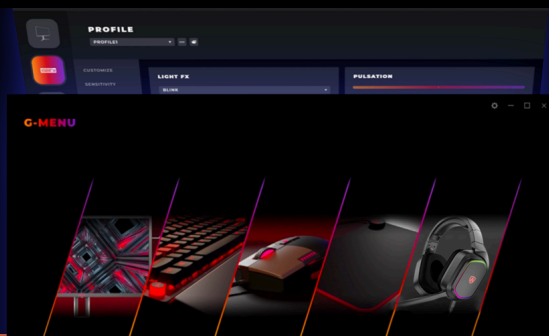 PROFILE
PROFILE1
CUSTOMIZE
SENSITIVITY
LIGHT FX
BLINK
PULSATION
G-MENU